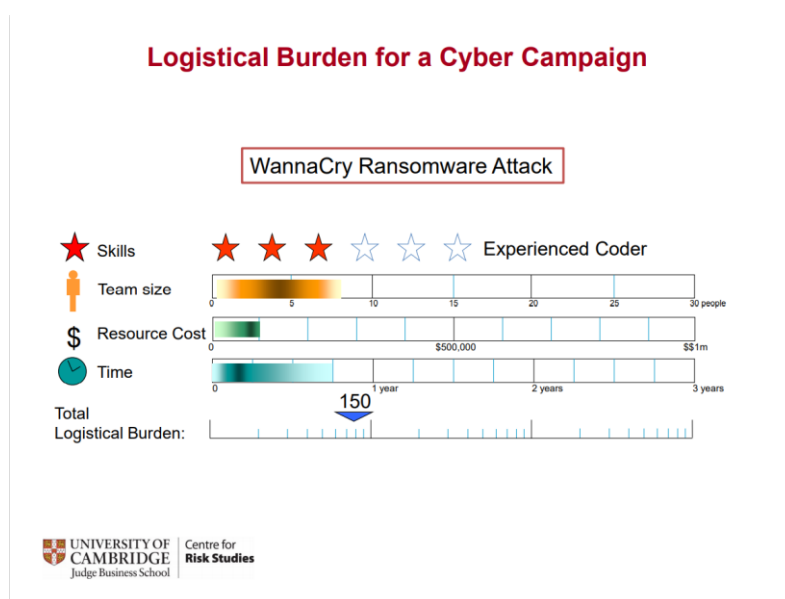 Logistical Burden for a Cyber Campaign
WannaCry Ransomware Attack
Skills
Experienced Coder
Team size
0 5 10 15 20 25 30 people
$ Resource Cost
0 $500,000 $$1m
Time
0 1 year 2 years 3 years
150
Total
Logistical Burden:
UNIVERSITY OF
CAMBRIDGE
Judge Business School
Centre for
Risk Studies